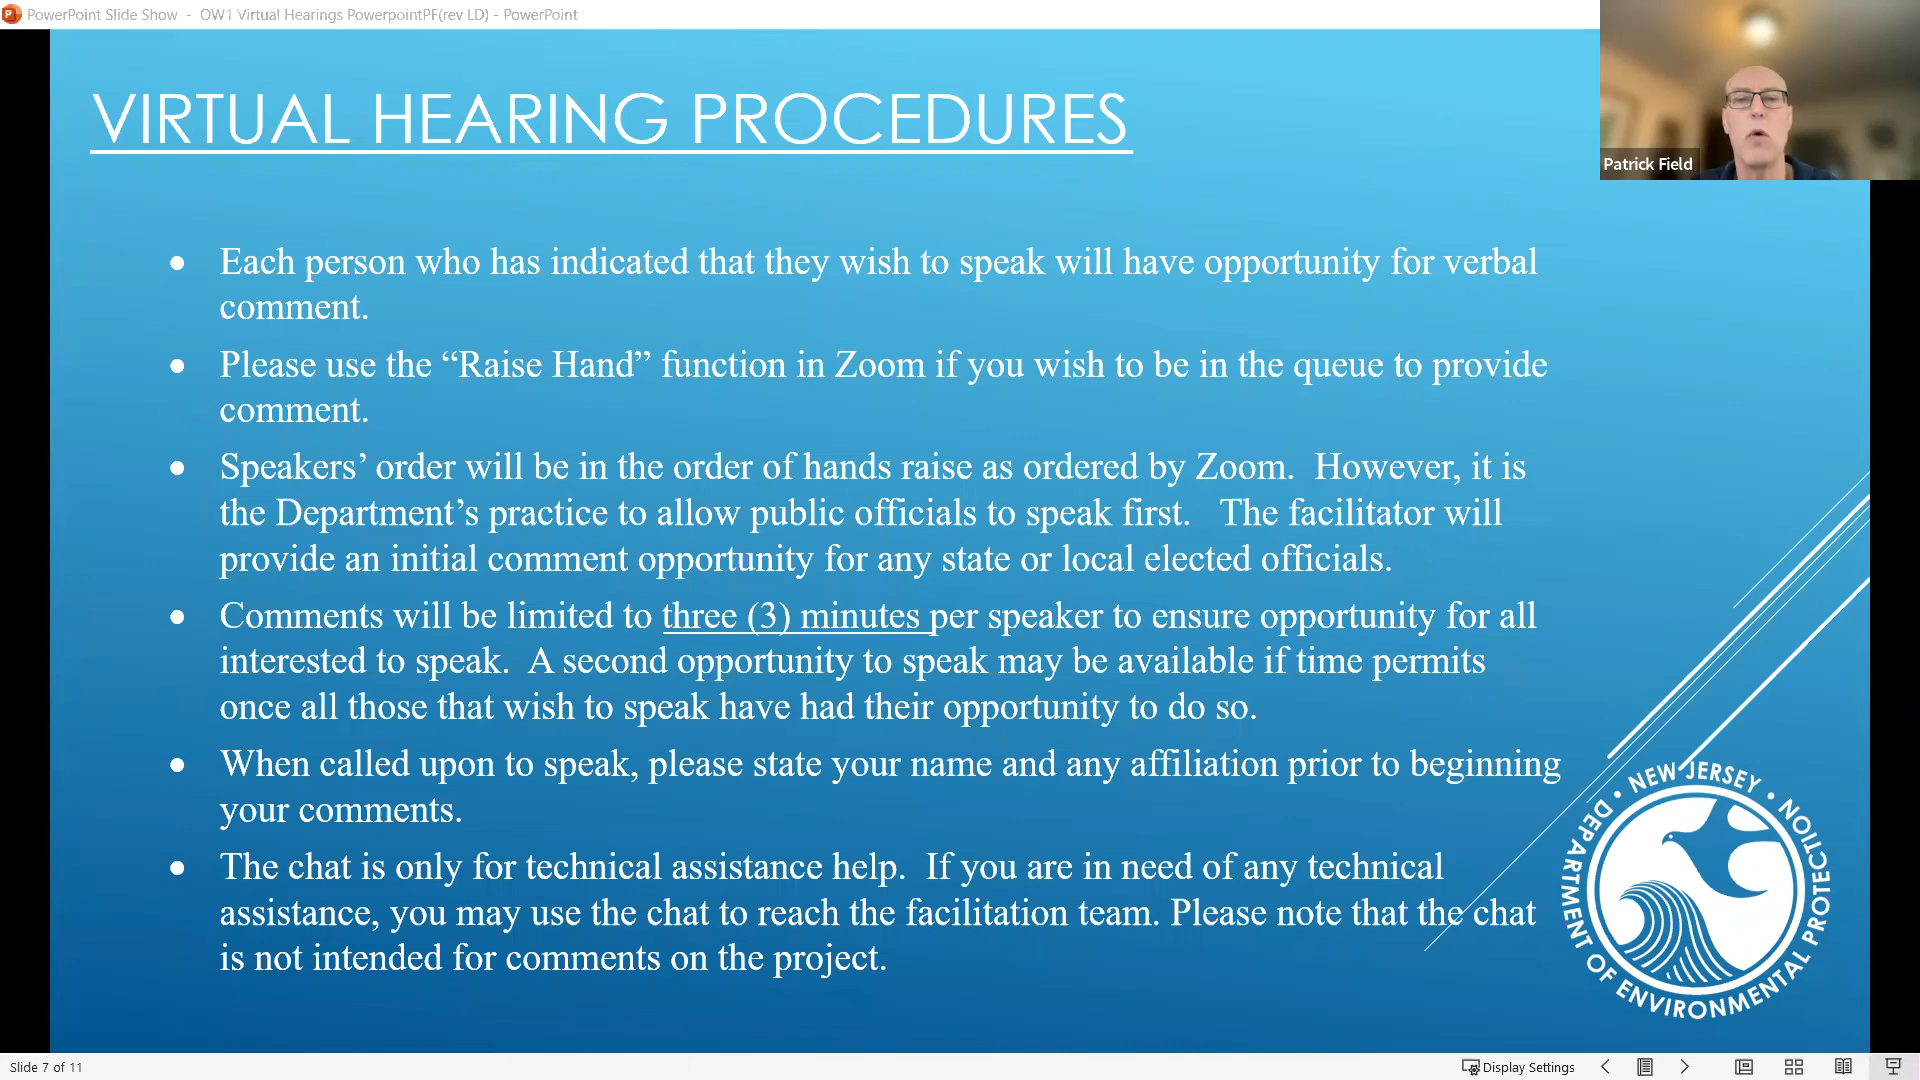 PowerPoint Slide Show - OW1 Virtual Hearings PowerpointPF(rev LD) - PowerPoint
Patrick Field
VIRTUAL HEARING PROCEDURES
• Each person who has indicated that they wish to speak will have opportunity for verbal
comment.
• Please use the “Raise Hand” function in Zoom if you wish to be in the queue to provide
comment.
• Speakers’ order will be in the order of hands raise as ordered by Zoom. However, it is
the Department’s practice to allow public officials to speak first. The facilitator will
provide an initial comment opportunity for any state or local elected officials.
• Comments will be limited to three (3) minutes per speaker to ensure opportunity for all
interested to speak. A second opportunity to speak may be available if time permits
once all those that wish to speak have had their opportunity to do so.
• When called upon to speak, please state your name and any affiliation prior to beginning
your comments.
• The chat is only for technical assistance help. If you are in need of any technical
assistance, you may use the chat to reach the facilitation team. Please note that the chat
is not intended for comments on the project.
• NEW JERSEY •
DEPARTMENT OF ENVIRONMENTAL PROTECTION
Slide 7 of 11
Display Settings